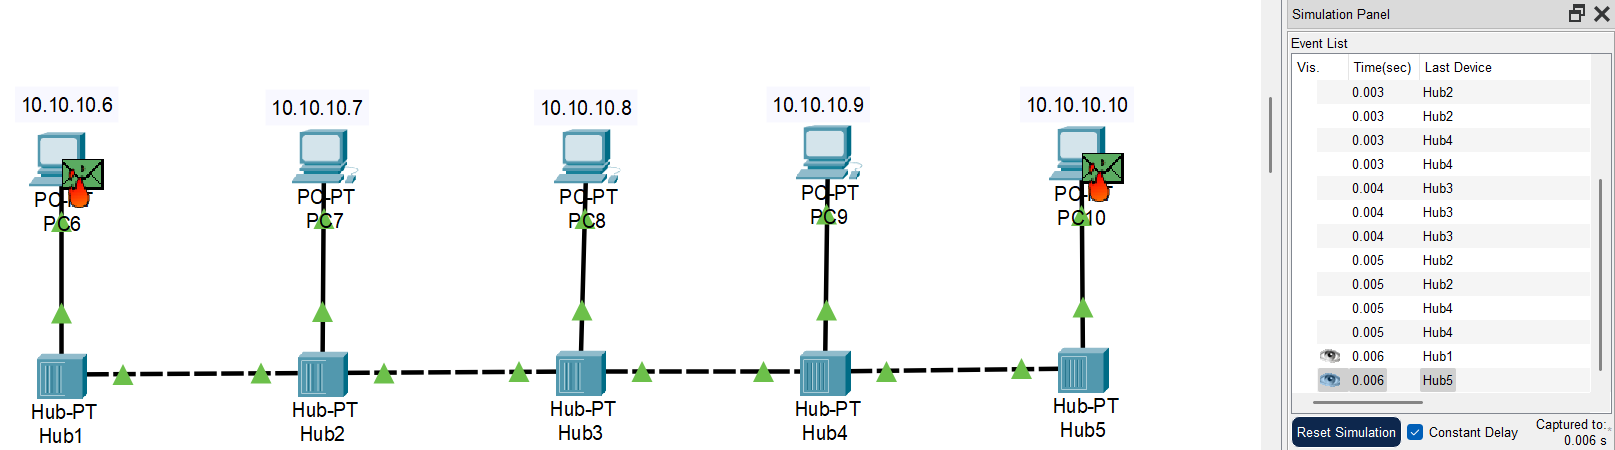 10.10.10.6
10.10.10.7
10.10.10.8
10.10.10.9
10.10.10.10
PC-PT
PC6
PC-PT
PC7
PC-PT
PC8
PC-PT
PC9
PC-PT
PC10
Hub-PT
Hub1
Hub-PT
Hub2
Hub-PT
Hub3
Hub-PT
Hub4
Hub-PT
Hub5
Simulation Panel
Event List
Vis. Time(sec) Last Device
0.003 Hub2
0.003 Hub2
0.003 Hub4
0.003 Hub4
0.004 Hub3
0.004 Hub3
0.004 Hub3
0.005 Hub2
0.005 Hub2
0.005 Hub4
0.005 Hub4
0.006 Hub1
0.006 Hub5
Reset Simulation
Constant Delay
Captured to:
0.006 s